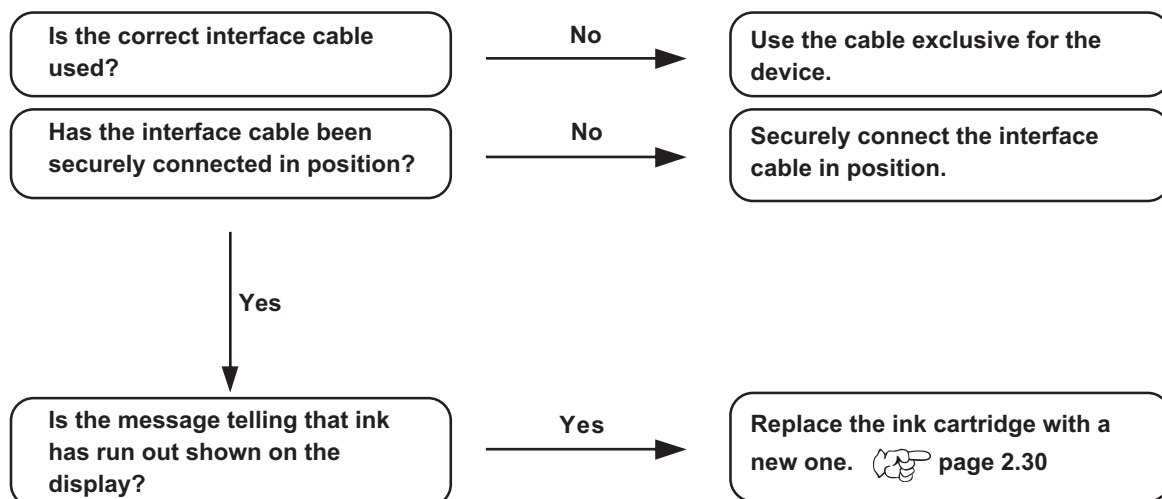 Is the correct interface cable
used?
No
Use the cable exclusive for the
device.
Has the interface cable been
securely connected in position?
No
Securely connect the interface
cable in position.
Yes
Is the message telling that ink
has run out shown on the
display?
Yes
Replace the ink cartridge with a
new one. page 2.30